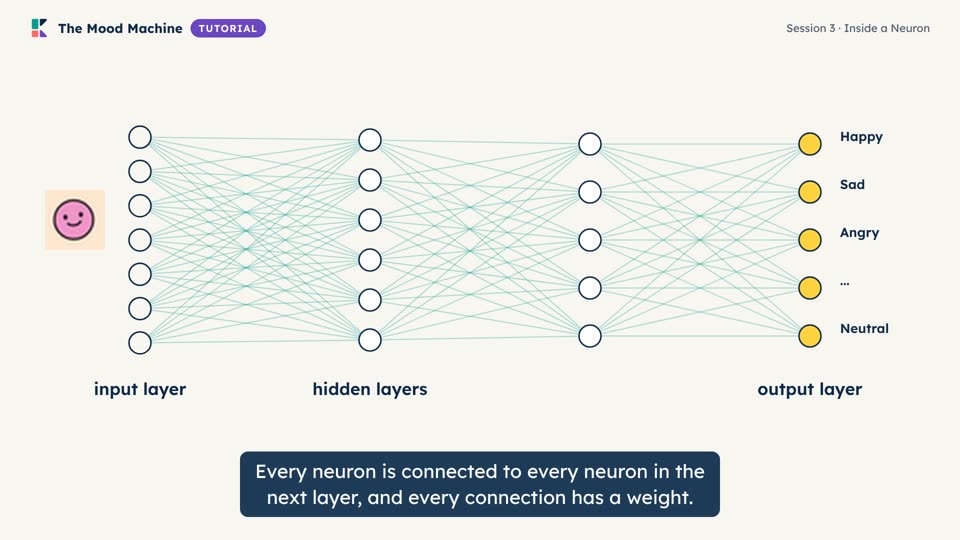 The Mood Machine
TUTORIAL
Session 3 · Inside a Neuron
Happy
Sad
Angry
...
Neutral
input layer
hidden layers
output layer
Every neuron is connected to every neuron in the
next layer, and every connection has a weight.